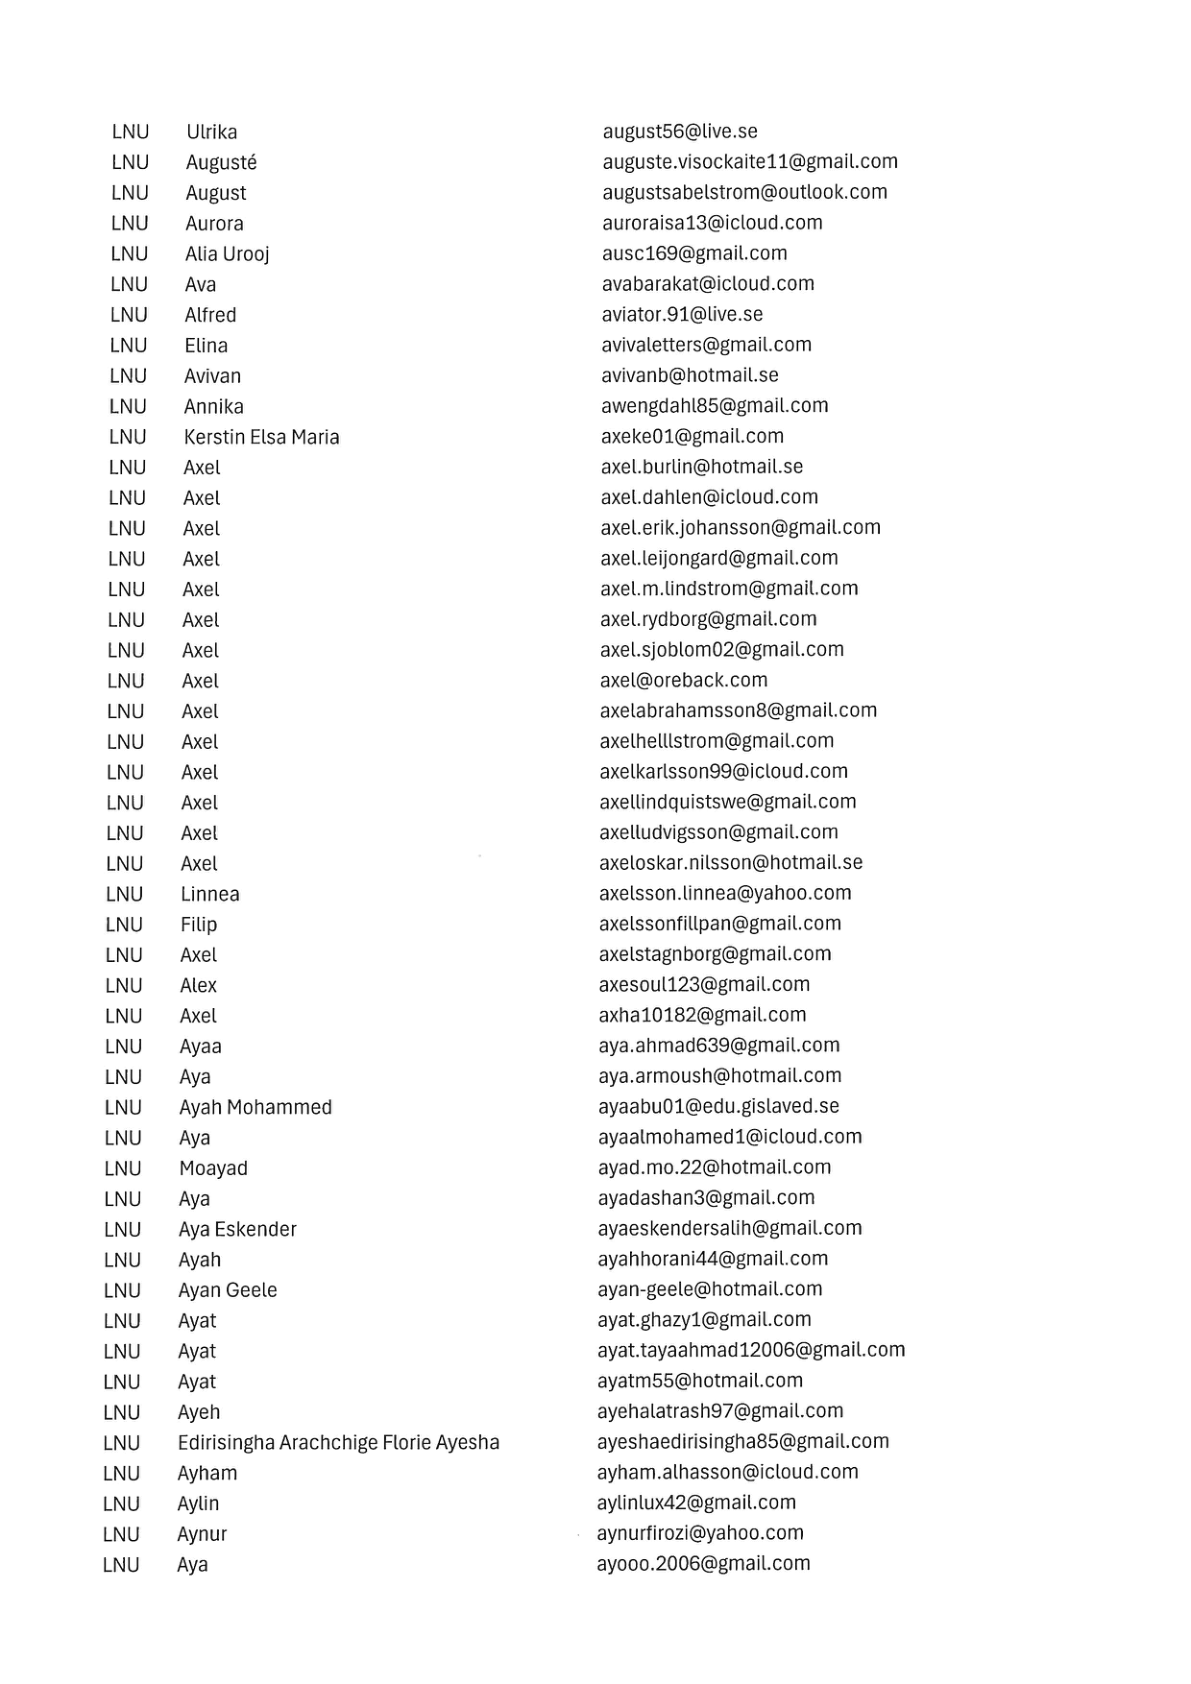 LNU Ulrika august56@live.se
LNU Augusté auguste.visockaite11@gmail.com
LNU August augustsabelstrom@outlook.com
LNU Aurora auroraisa13@icloud.com
LNU Alia Urooj ausc169@gmail.com
LNU Ava avabarakat@icloud.com
LNU Alfred aviator.91@live.se
LNU Elina avivaletters@gmail.com
LNU Avivan avivanb@hotmail.se
LNU Annika awengdahl85@gmail.com
LNU Kerstin Elsa Maria axeke01@gmail.com
LNU Axel axel.burlin@hotmail.se
LNU Axel axel.dahlen@icloud.com
LNU Axel axel.erik.johansson@gmail.com
LNU Axel axel.leijongard@gmail.com
LNU Axel axel.m.lindstrom@gmail.com
LNU Axel axel.rydborg@gmail.com
LNU Axel axel.sjoblom02@gmail.com
LNU Axel axel@oreback.com
LNU Axel axelabrahamsson8@gmail.com
LNU Axel axelhelllstrom@gmail.com
LNU Axel axelkarlsson99@icloud.com
LNU Axel axellindquistswe@gmail.com
LNU Axel axelludvigsson@gmail.com
LNU Axel axeloskar.nilsson@hotmail.se
LNU Linnea axelsson.linnea@yahoo.com
LNU Filip axelssonfillpan@gmail.com
LNU Axel axelstagnborg@gmail.com
LNU Alex axesoul123@gmail.com
LNU Axel axha10182@gmail.com
LNU Ayaa aya.ahmad639@gmail.com
LNU Aya aya.armoush@hotmail.com
LNU Ayah Mohammed ayaabu01@edu.gislaved.se
LNU Aya ayaalmohamed1@icloud.com
LNU Moayad ayad.mo.22@hotmail.com
LNU Aya ayadashan3@gmail.com
LNU Aya Eskender ayaeskendersalih@gmail.com
LNU Ayah ayahhorani44@gmail.com
LNU Ayan Geele ayan-geele@hotmail.com
LNU Ayat ayat.ghazy1@gmail.com
LNU Ayat ayat.tayaahmad12006@gmail.com
LNU Ayat ayatm55@hotmail.com
LNU Ayeh ayehalatrash97@gmail.com
LNU Edirisingha Arachchige Florie Ayesha ayeshaedirisingha85@gmail.com
LNU Ayham ayham.alhasson@icloud.com
LNU Aylin aylinlux42@gmail.com
LNU Aynur aynurfirozi@yahoo.com
LNU Aya ayooo.2006@gmail.com